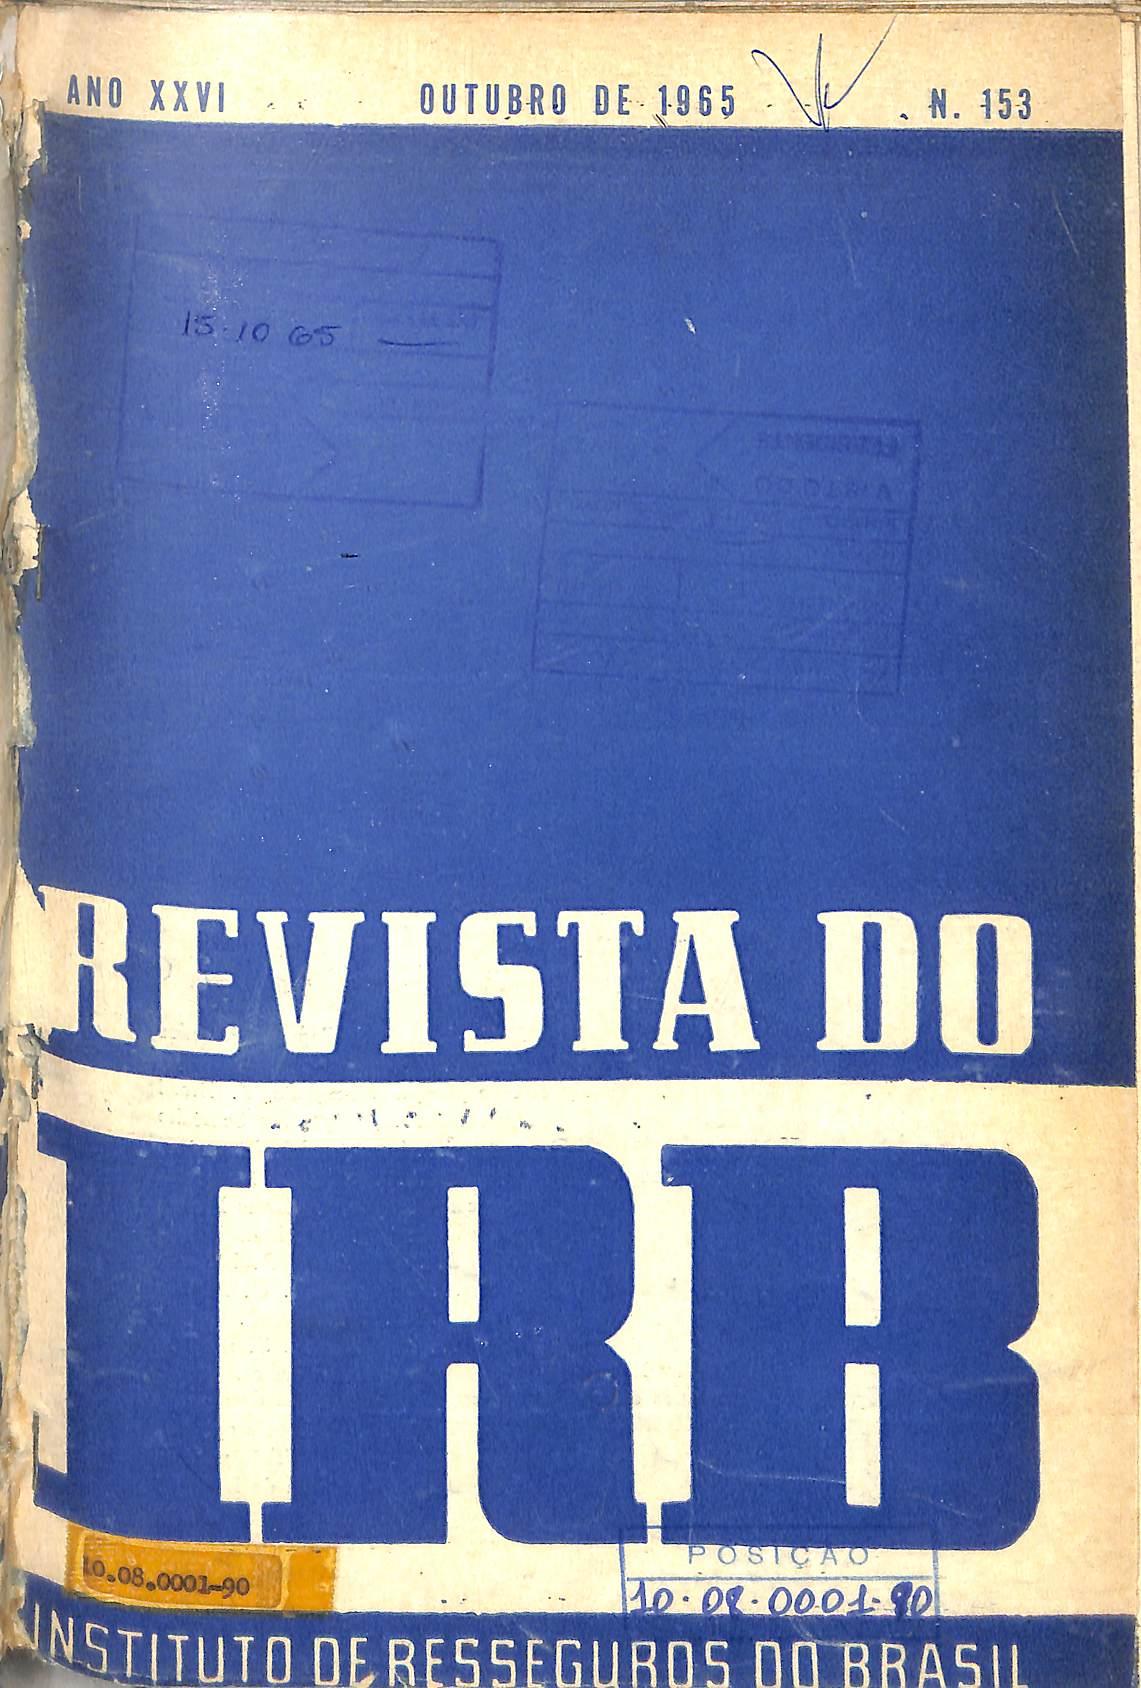 ANO XXVI OUTUBRO DE 1965 N. 153
15·10 65
REVISTA DO
IRB
POSIÇÃO
10.08.0001-90
10·08·0001·90
INSTITUTO DE RESSEGUROS DO BRASIL